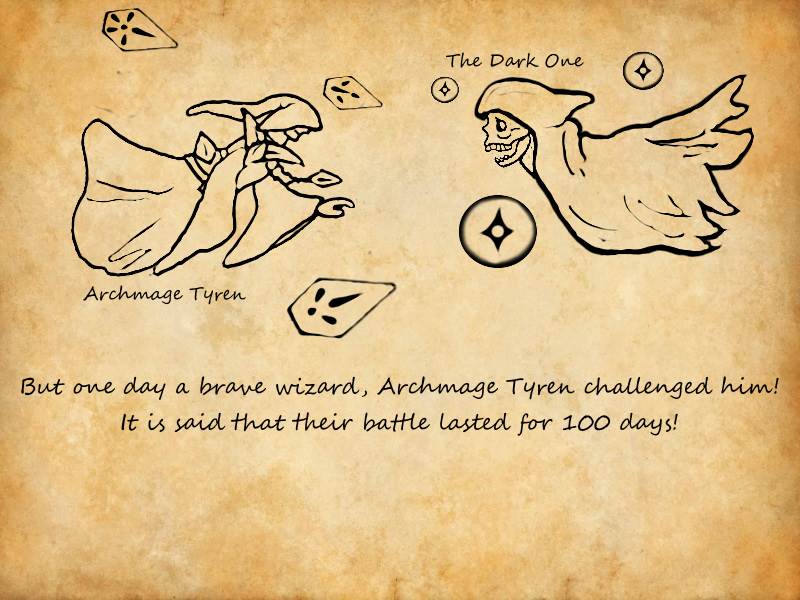 The Dark One
Archmage Tyren
But one day a brave wizard, Archmage Tyren challenged him!
It is said that their battle lasted for 100 days!